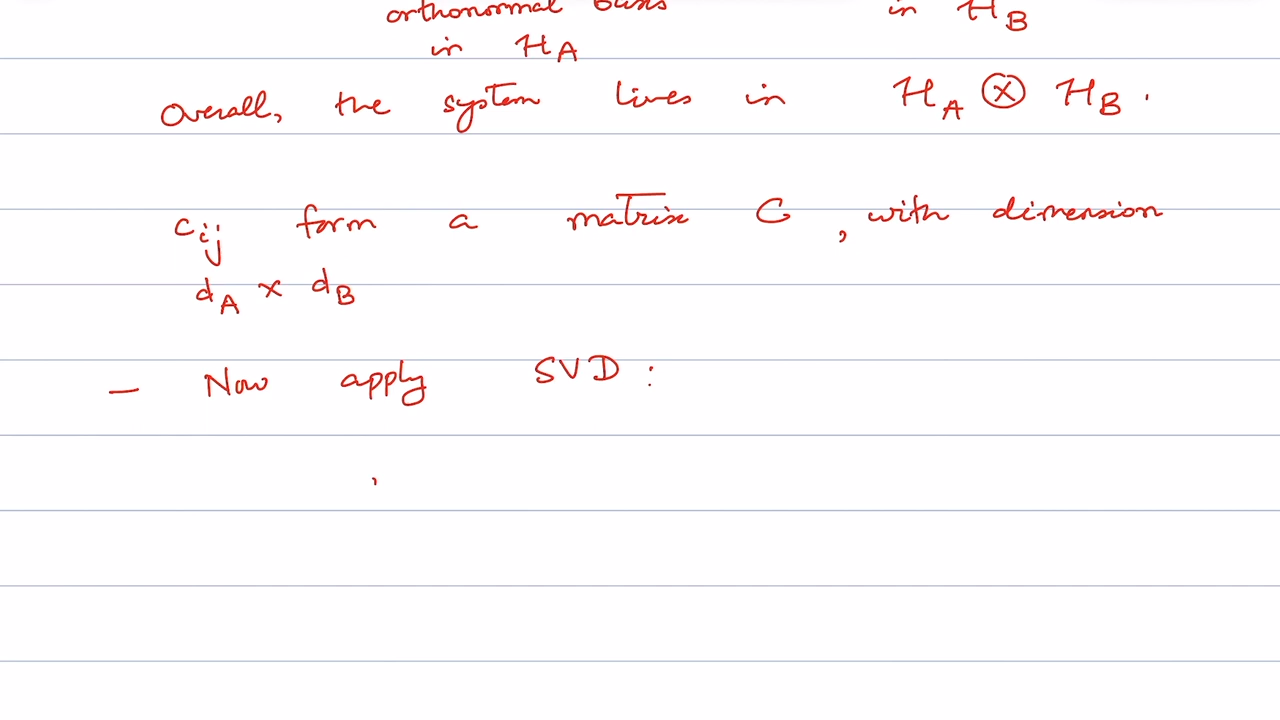 orthonormal basis in H_B
in H_A
Overall, the system lives in H_A ⊗ H_B .
c_ij form a matrix C , with dimension
d_A × d_B
— Now apply SVD :